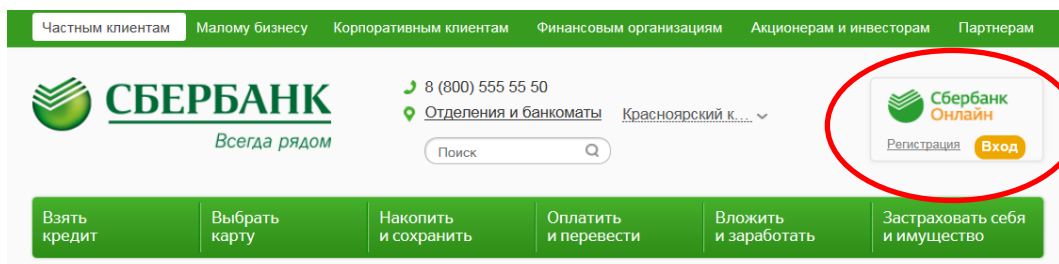 Частным клиентам Малому бизнесу Корпоративным клиентам Финансовым организациям Акционерам и инвесторам Партнерам
СБЕРБАНК
Всегда рядом
8 (800) 555 55 50
Отделения и банкоматы Красноярский к...
Поиск
Сбербанк
Онлайн
Регистрация Вход
Взять
кредит
Выбрать
карту
Накопить
и сохранить
Оплатить
и перевести
Вложить
и заработать
Застраховать себя
и имущество